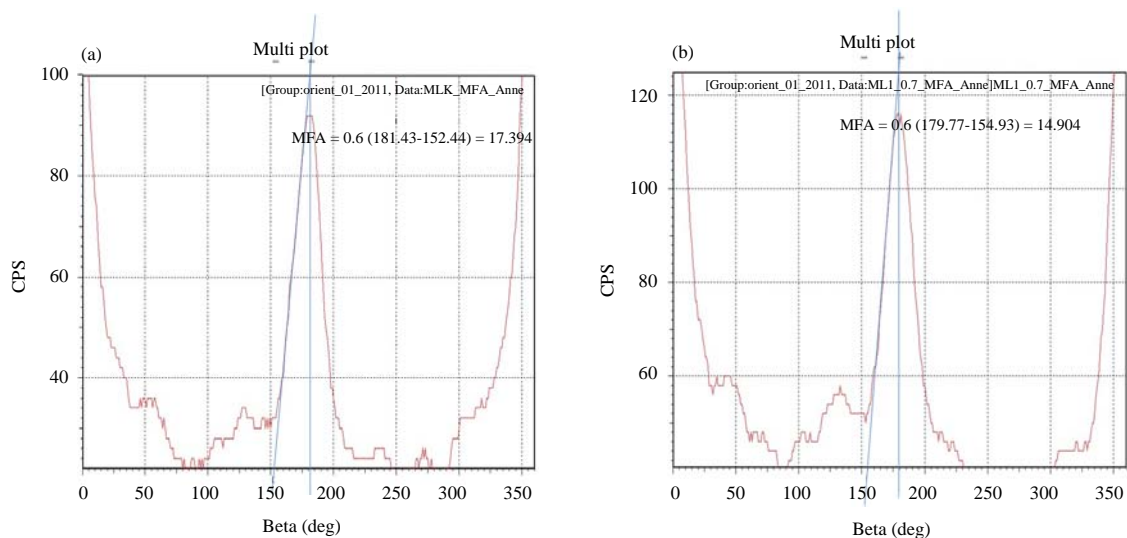 (a)
Multi plot
[Group:orient_01_2011, Data:MLK_MFA_Anne
MFA = 0.6 (181.43-152.44) = 17.394
100
80
60
40
CPS
0 50 100 150 200 250 300 350
Beta (deg)
(b)
Multi plot
[Group:orient_01_2011, Data:ML1_0.7_MFA_Anne]ML1_0.7_MFA_Anne
MFA = 0.6 (179.77-154.93) = 14.904
120
100
80
60
CPS
0 50 100 150 200 250 300 350
Beta (deg)